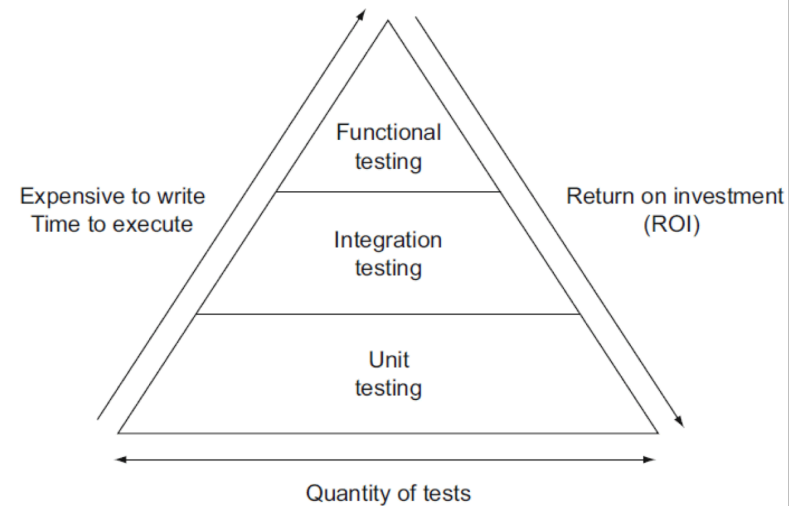 Functional
testing
Expensive to write
Time to execute
Return on investment
(ROI)
Integration
testing
Unit
testing
Quantity of tests